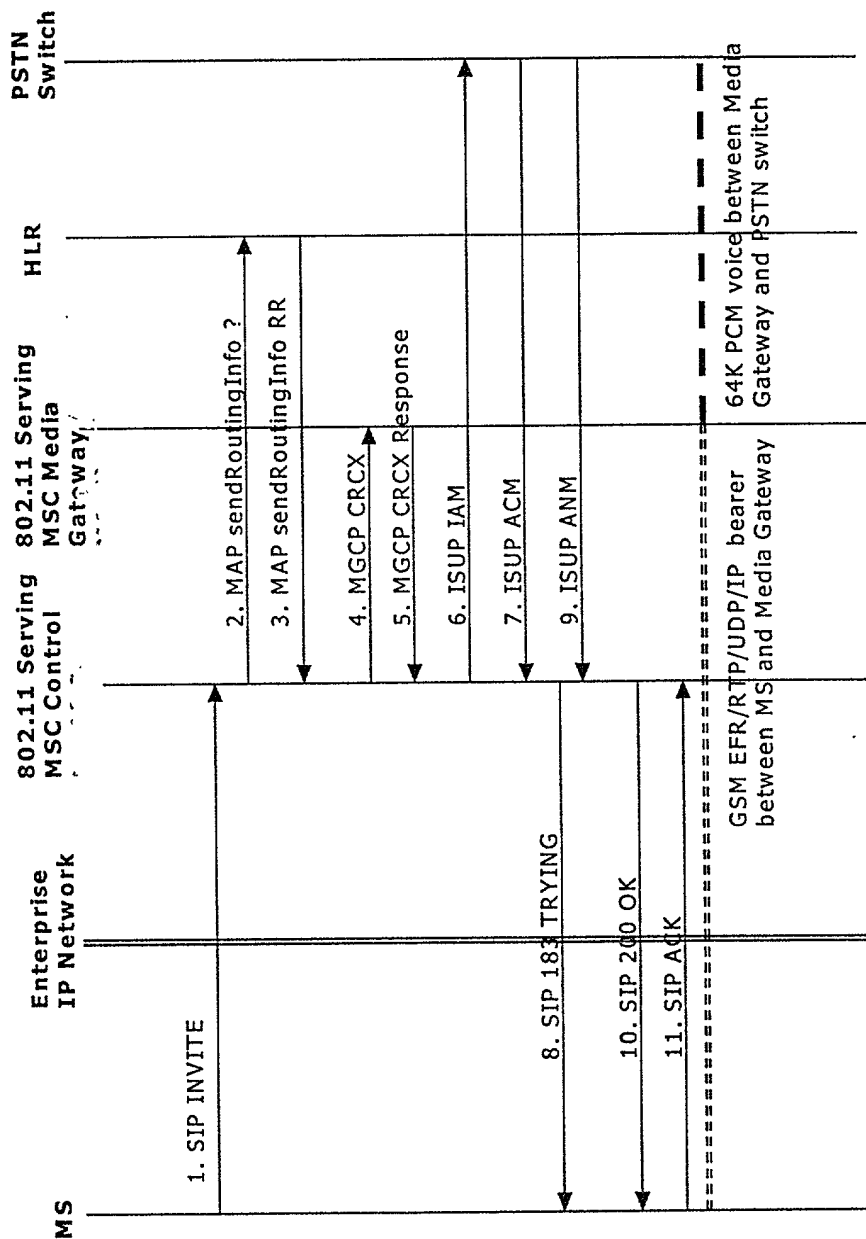 MS
Enterprise
IP Network
802.11 Serving
MSC Control
802.11 Serving
MSC Media
Gateway
HLR
PSTN
Switch
1. SIP INVITE
2. MAP sendRoutingInfo ?
3. MAP sendRoutingInfo RR
4. MGCP CRCX
5. MGCP CRCX Response
6. ISUP IAM
7. ISUP ACM
8. SIP 183 TRYING
9. ISUP ANM
10. SIP 200 OK
11. SIP ACK
GSM EFR/RTP/UDP/IP bearer
between MS and Media Gateway
64K PCM voice between Media
Gateway and PSTN switch